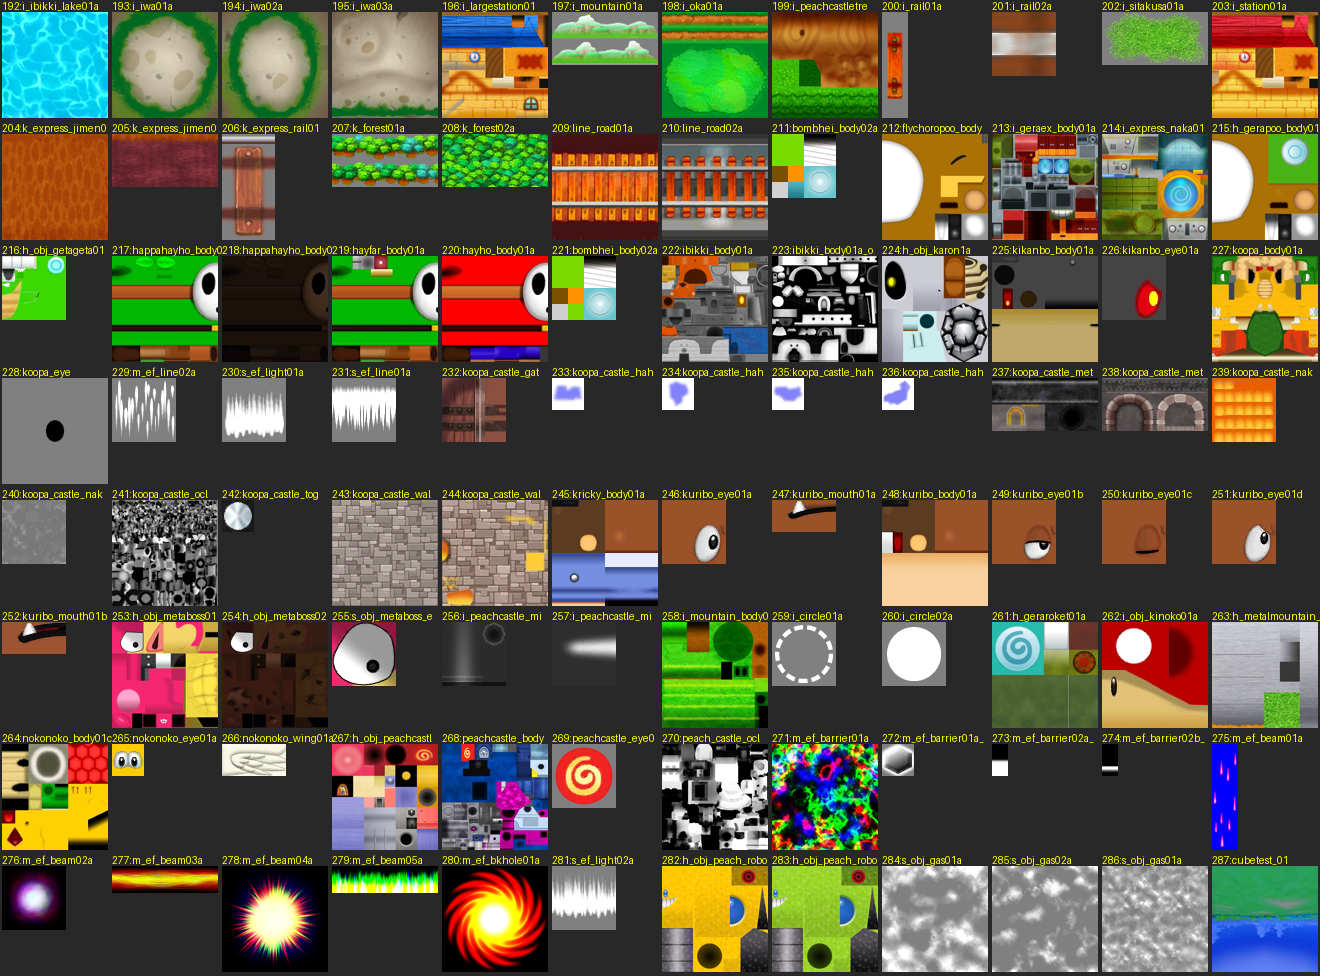 192:i_ibikki_lake01a 193:i_iwa01a 194:i_iwa02a 195:i_iwa03a 196:i_largestation01 197:i_mountain01a 198:i_oka01a 199:i_peachcastletre 200:i_rail01a 201:i_rail02a 202:i_sitakusa01a 203:i_station01a
204:k_express_jimen0 205:k_express_jimen0 206:k_express_rail01 207:k_forest01a 208:k_forest02a 209:line_road01a 210:line_road02a 211:bombhei_body02a 212:flychoropoo_body 213:i_geraex_body01a 214:i_express_naka01 215:h_gerapoo_body01
216:h_obj_getageta01 217:happahayho_body02 218:happahayho_body02 219:hayfar_body01a 220:hayho_body01a 221:bombhei_body02a 222:ibikki_body01a 223:ibikki_body01a_o 224:h_obj_karon1a 225:kikanbo_body01a 226:kikanbo_eye01a 227:koopa_body01a
228:koopa_eye 229:m_ef_line02a 230:s_ef_light01a 231:s_ef_line01a 232:koopa_castle_gat 233:koopa_castle_hah 234:koopa_castle_hah 235:koopa_castle_hah 236:koopa_castle_hah 237:koopa_castle_met 238:koopa_castle_met 239:koopa_castle_nak
240:koopa_castle_nak 241:koopa_castle_ocl 242:koopa_castle_tog 243:koopa_castle_wal 244:koopa_castle_wal 245:kricky_body01a 246:kuribo_eye01a 247:kuribo_mouth01a 248:kuribo_body01a 249:kuribo_eye01b 250:kuribo_eye01c 251:kuribo_eye01d
252:kuribo_mouth01b 253:h_obj_metaboss01 254:h_obj_metaboss02 255:s_obj_metaboss_e 256:i_peachcastle_mi 257:i_peachcastle_mi 258:i_mountain_body0 259:i_circle01a 260:i_circle02a 261:h_geraroket01a 262:i_obj_kinoko01a 263:h_metalmountain_
264:nokonoko_body01c 265:nokonoko_eye01a 266:nokonoko_wing01a 267:h_obj_peachcastl 268:peachcastle_body 269:peachcastle_eye0 270:peach_castle_ocl 271:m_ef_barrier01a 272:m_ef_barrier01a_ 273:m_ef_barrier02a_ 274:m_ef_barrier02b_ 275:m_ef_beam01a
276:m_ef_beam02a 277:m_ef_beam03a 278:m_ef_beam04a 279:m_ef_beam05a 280:m_ef_bkhole01a 281:s_ef_light02a 282:h_obj_peach_robo 283:h_obj_peach_robo 284:s_obj_gas01a 285:s_obj_gas02a 286:s_obj_gas01a 287:cubetest_01